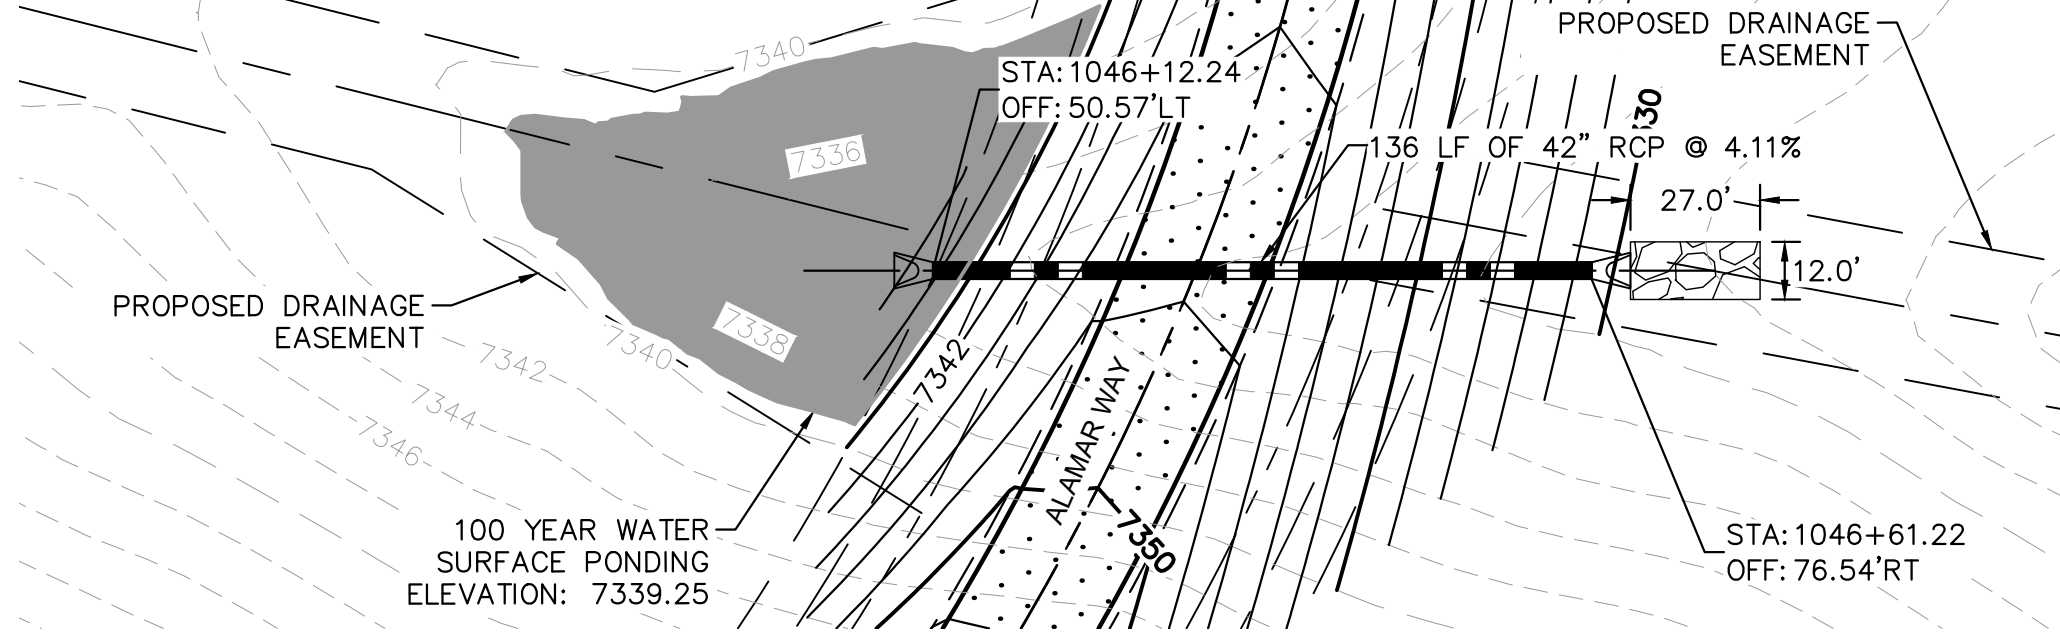 PROPOSED DRAINAGE
EASEMENT
7340
STA:1046+12.24
OFF:50.57'LT
7336
136 LF OF 42" RCP @ 4.11%
27.0'
12.0'
PROPOSED DRAINAGE
EASEMENT
7338
7340
7342
7342
7344
7346
ALAMAR WAY
7350
100 YEAR WATER
SURFACE PONDING
ELEVATION: 7339.25
STA:1046+61.22
OFF:76.54'RT